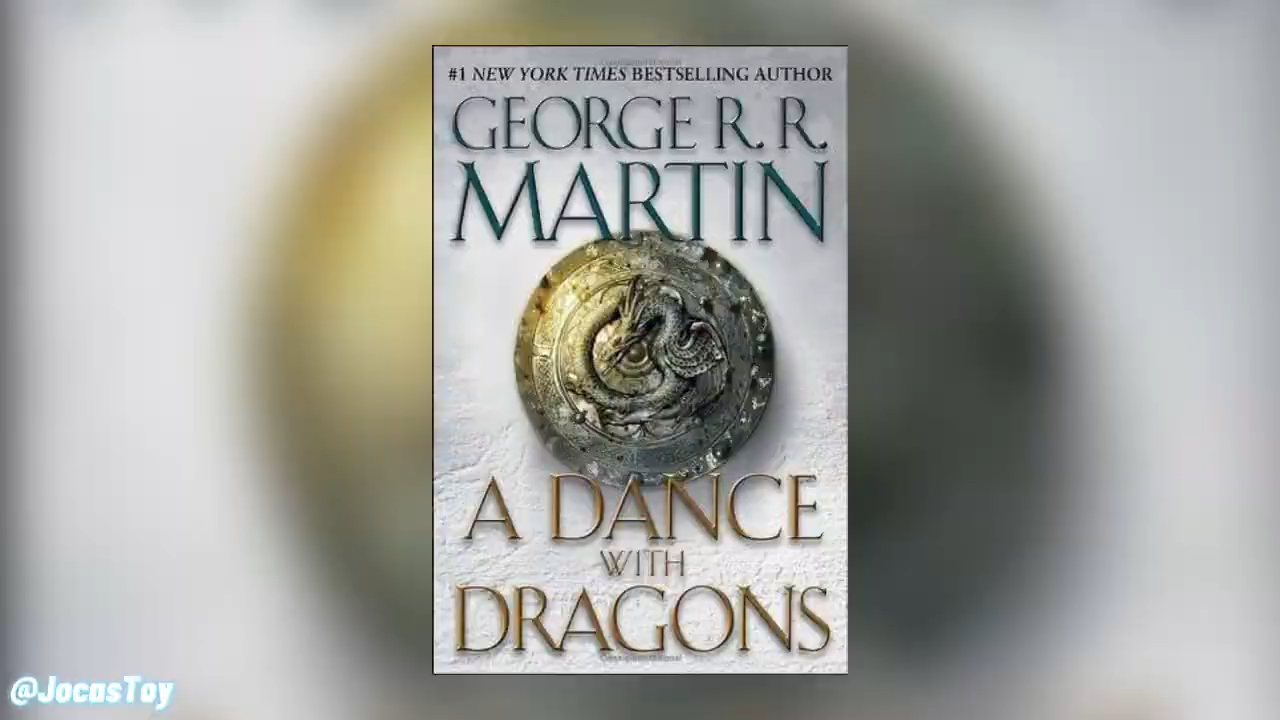 #1 NEW YORK TIMES BESTSELLING AUTHOR
GEORGE R. R.
MARTIN
A DANCE
WITH
DRAGONS
@JocasToy